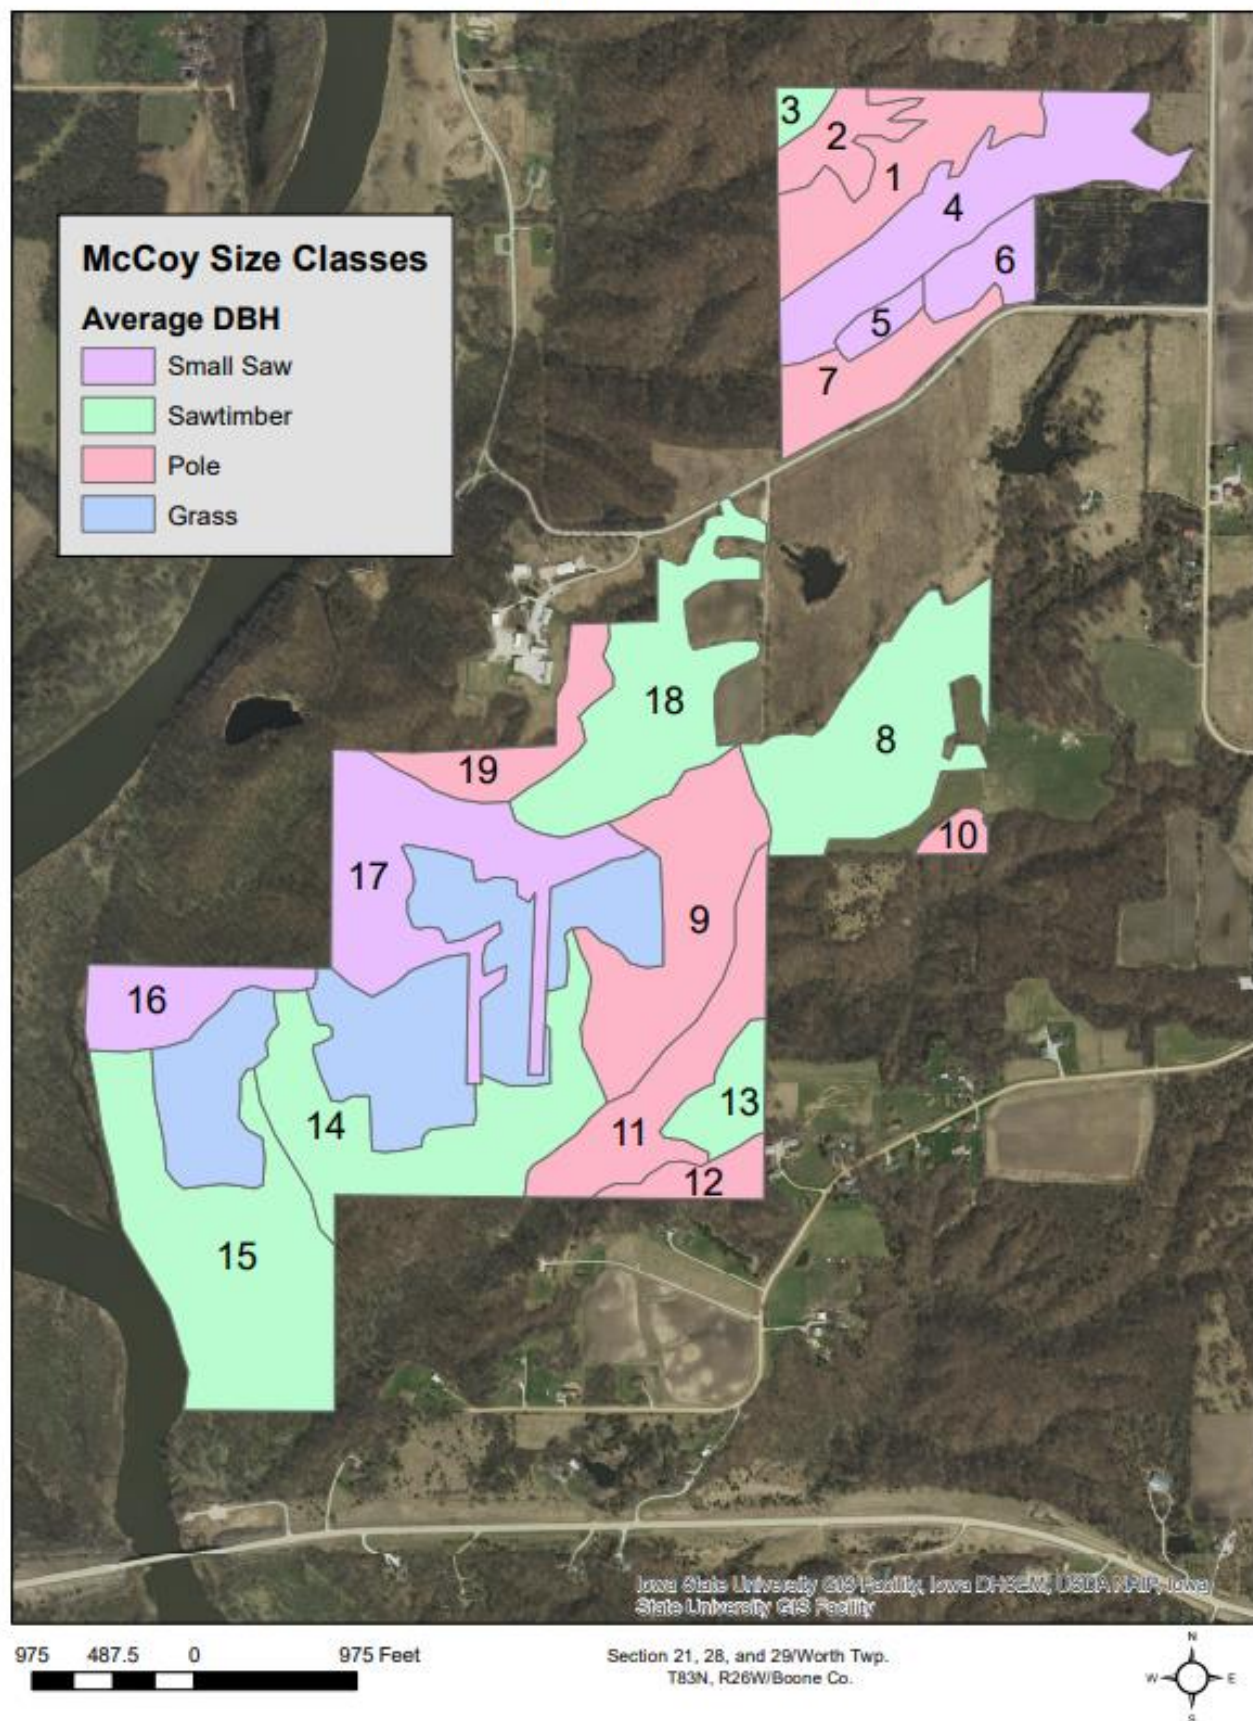 McCoy Size Classes
Average DBH
Small Saw
Sawtimber
Pole
Grass
3
2
1
4
6
5
7
18
8
19
10
17
9
16
13
14
11
12
15
Iowa State University GIS Facility, Iowa DHSEM, USDA NAIP, Iowa
State University GIS Facility
975 487.5 0 975 Feet
Section 21, 28, and 29/Worth Twp.
T83N, R26W/Boone Co.
N
W E
S